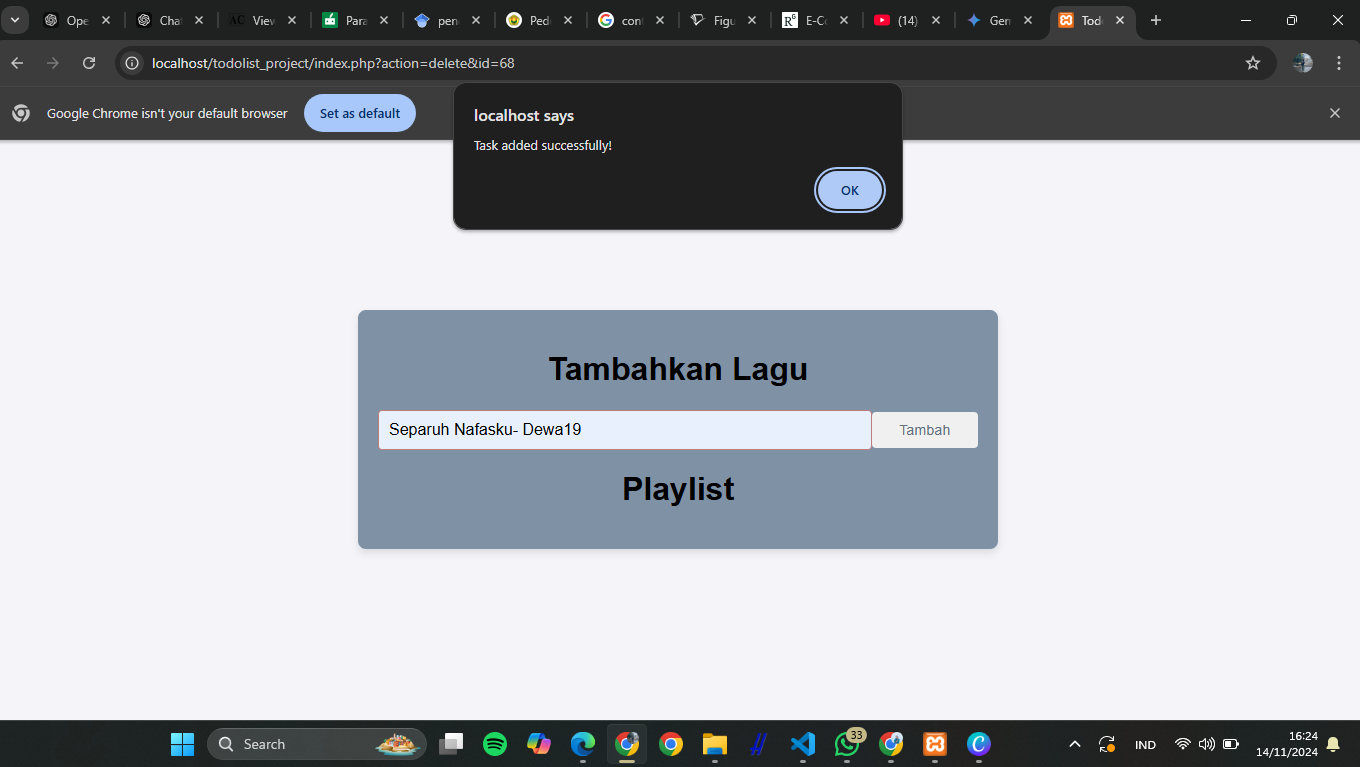 Ope
Cha
AC View
Para
pen
Ped
G cont
Figu
R^G E-Co
(14)
Gen
Tod
localhost/todolist_project/index.php?action=delete&id=68
Google Chrome isn't your default browser
Set as default
localhost says
Task added successfully!
OK
Tambahkan Lagu
Separuh Nafasku- Dewa19
Tambah
Playlist
Search
33
IND
16:24
14/11/2024